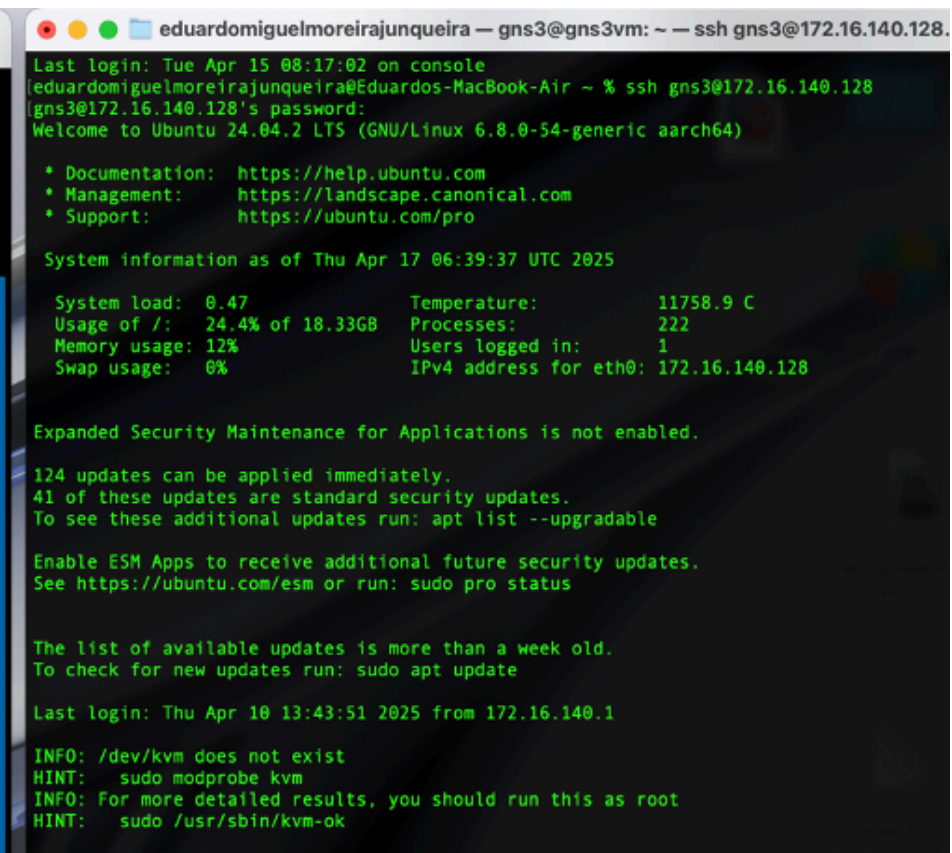 eduardomiguelmoreirajunqueira — gns3@gns3vm: ~ — ssh gns3@172.16.140.128.
Last login: Tue Apr 15 08:17:02 on console
[eduardomiguelmoreirajunqueira@Eduardos-MacBook-Air ~ % ssh gns3@172.16.140.128
[gns3@172.16.140.128's password:
Welcome to Ubuntu 24.04.2 LTS (GNU/Linux 6.8.0-54-generic aarch64)
* Documentation:  https://help.ubuntu.com
* Management:     https://landscape.canonical.com
* Support:        https://ubuntu.com/pro
System information as of Thu Apr 17 06:39:37 UTC 2025
System load:  0.47                Temperature:           11758.9 C
Usage of /:   24.4% of 18.33GB   Processes:             222
Memory usage: 12%                 Users logged in:       1
Swap usage:   0%                  IPv4 address for eth0: 172.16.140.128
Expanded Security Maintenance for Applications is not enabled.
124 updates can be applied immediately.
41 of these updates are standard security updates.
To see these additional updates run: apt list --upgradable
Enable ESM Apps to receive additional future security updates.
See https://ubuntu.com/esm or run: sudo pro status
The list of available updates is more than a week old.
To check for new updates run: sudo apt update
Last login: Thu Apr 10 13:43:51 2025 from 172.16.140.1
INFO: /dev/kvm does not exist
HINT:   sudo modprobe kvm
INFO: For more detailed results, you should run this as root
HINT:   sudo /usr/sbin/kvm-ok